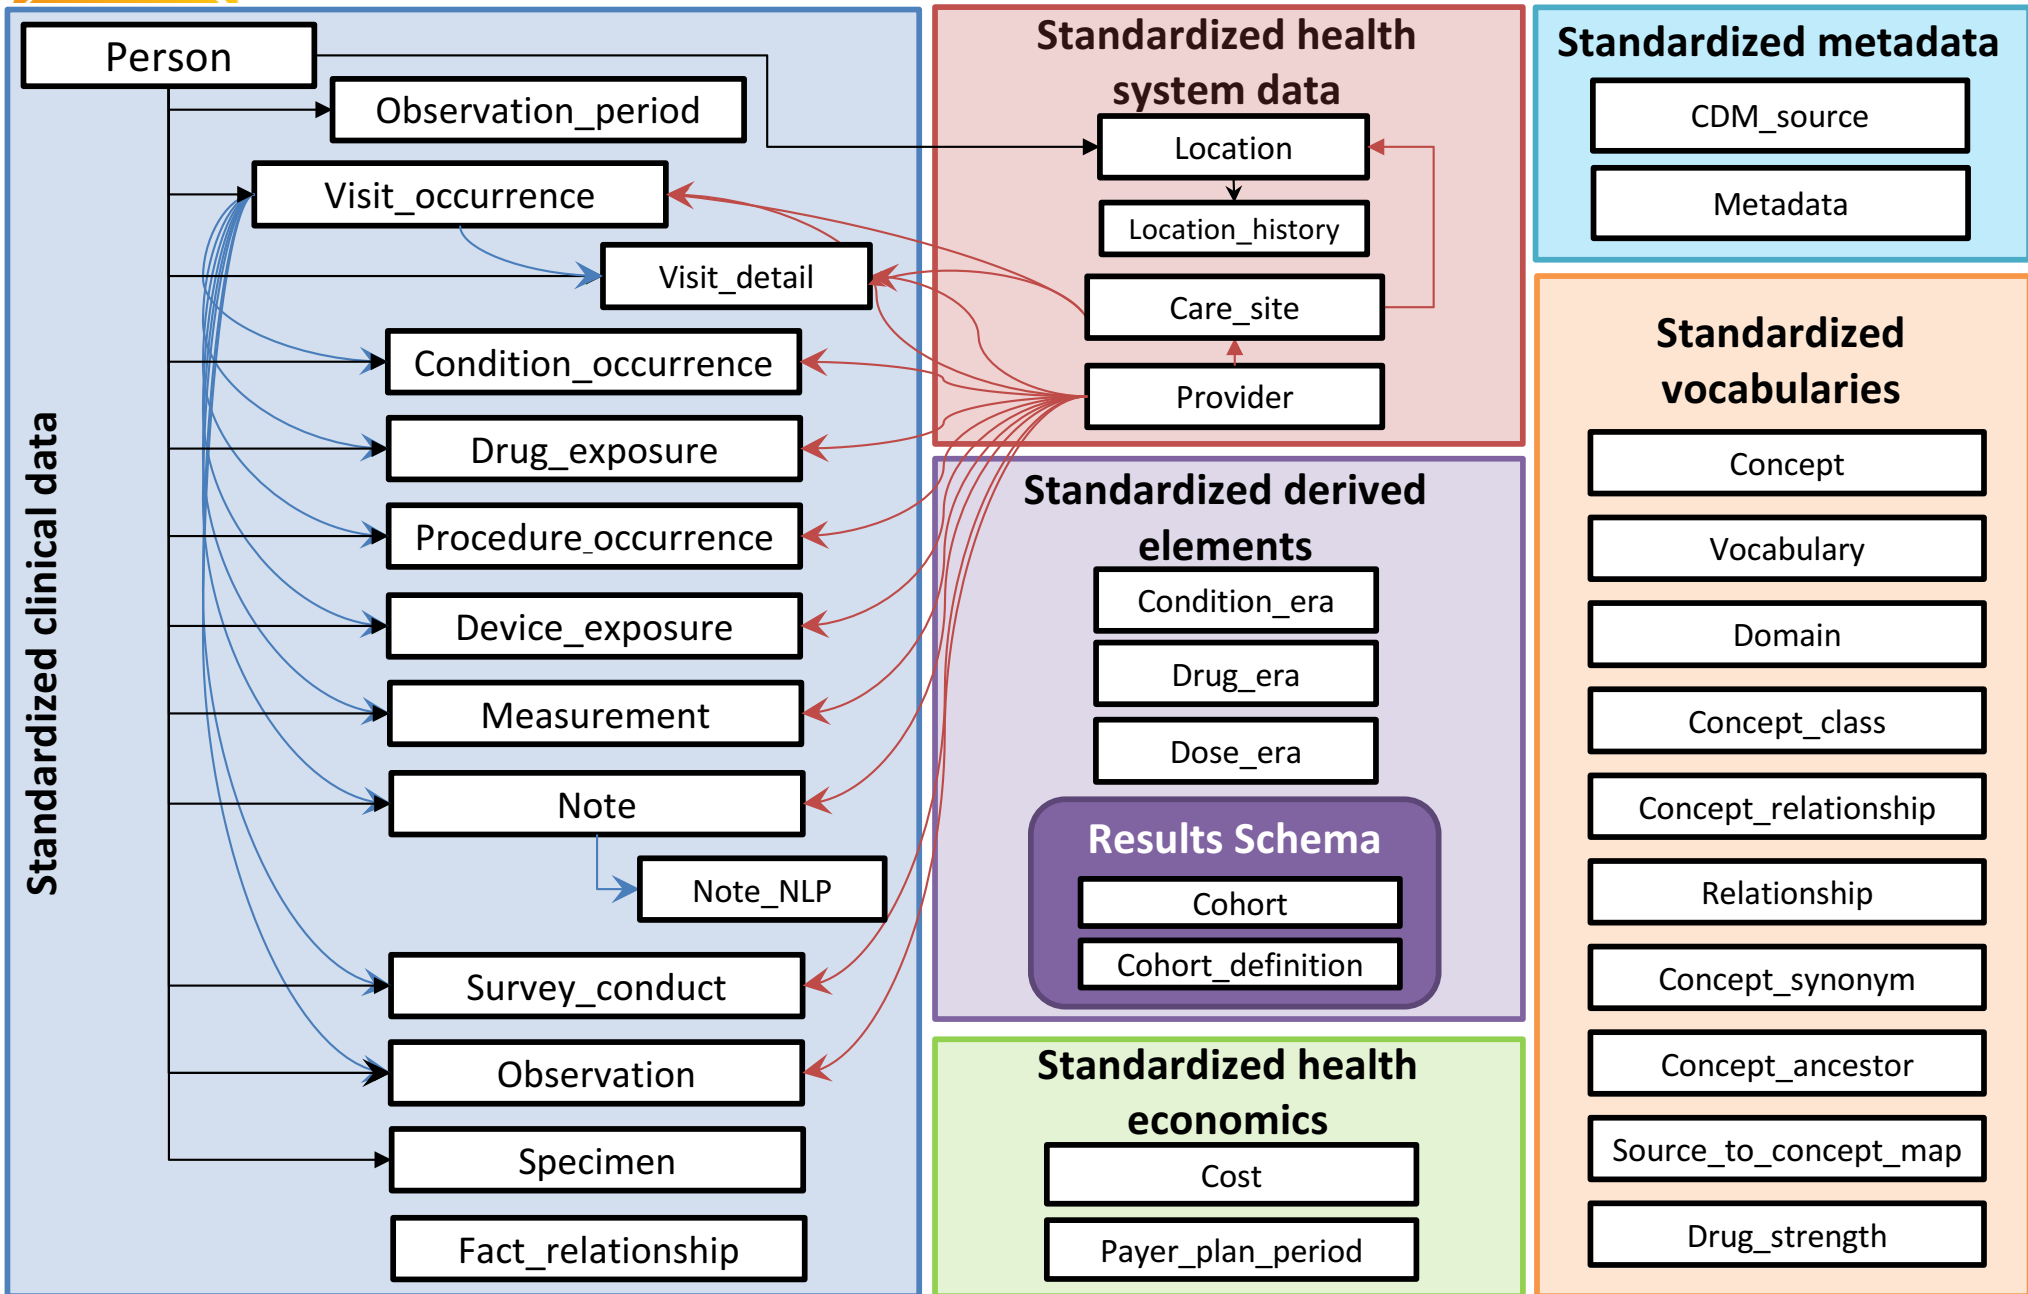 Standardized clinical data
Person
Observation_period
Visit_occurrence
Visit_detail
Condition_occurrence
Drug_exposure
Procedure_occurrence
Device_exposure
Measurement
Note
Note_NLP
Survey_conduct
Observation
Specimen
Fact_relationship
Standardized health
system data
Location
Location_history
Care_site
Provider
Standardized derived
elements
Condition_era
Drug_era
Dose_era
Results Schema
Cohort
Cohort_definition
Standardized health
economics
Cost
Payer_plan_period
Standardized metadata
CDM_source
Metadata
Standardized
vocabularies
Concept
Vocabulary
Domain
Concept_class
Concept_relationship
Relationship
Concept_synonym
Concept_ancestor
Source_to_concept_map
Drug_strength